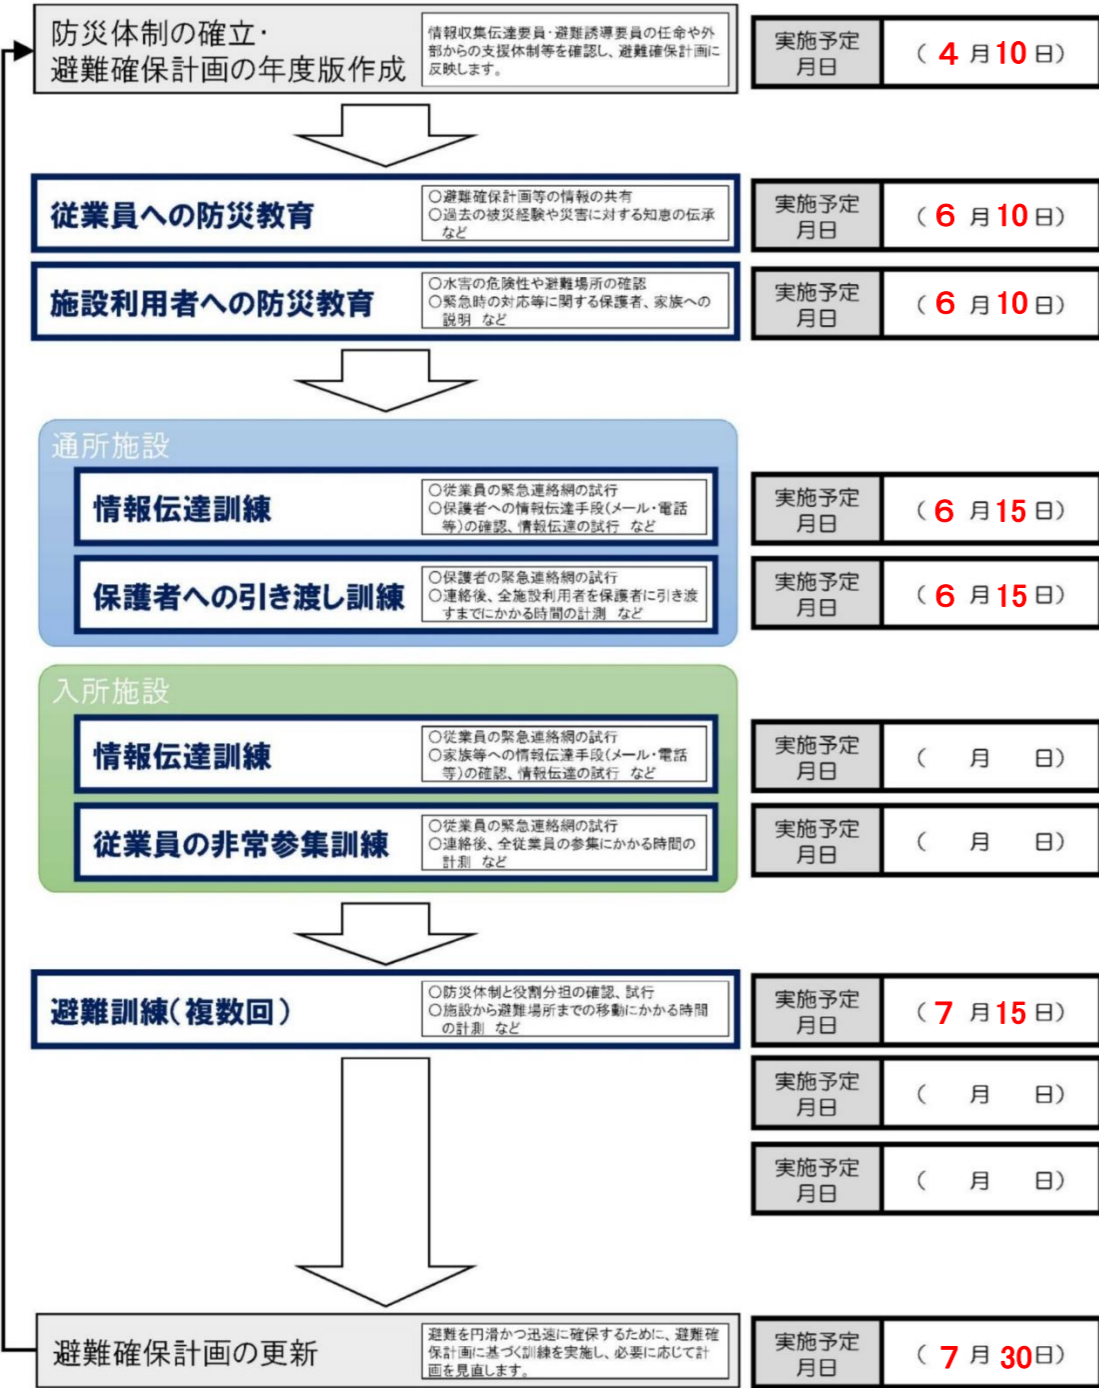 防災体制の確立・
避難確保計画の年度版作成
情報収集伝達要員・避難誘導要員の任命や外
部からの支援体制等を確認し、避難確保計画に
反映します。
実施予定
月日
（ 4 月 10 日）
従業員への防災教育
○避難確保計画等の情報の共有
○過去の被災経験や災害に対する知恵の伝承
など
実施予定
月日
（ 6 月 10 日）
施設利用者への防災教育
○水害の危険性や避難場所の確認
○緊急時の対応等に関する保護者、家族への
説明 など
実施予定
月日
（ 6 月 10 日）
通所施設
情報伝達訓練
○従業員の緊急連絡網の試行
○保護者への情報伝達手段(メール・電話
等)の確認、情報伝達の試行 など
実施予定
月日
（ 6 月 15 日）
保護者への引き渡し訓練
○保護者の緊急連絡網の試行
○連絡後、全施設利用者を保護者に引き渡
すまでにかかる時間の計測 など
実施予定
月日
（ 6 月 15 日）
入所施設
情報伝達訓練
○従業員の緊急連絡網の試行
○家族等への情報伝達手段(メール・電話
等)の確認、情報伝達の試行 など
実施予定
月日
（ 月 日）
従業員の非常参集訓練
○従業員の緊急連絡網の試行
○連絡後、全従業員の参集にかかる時間の
計測 など
実施予定
月日
（ 月 日）
避難訓練(複数回)
○防災体制と役割分担の確認、試行
○施設から避難場所までの移動にかかる時間
の計測 など
実施予定
月日
（ 7 月 15 日）
実施予定
月日
（ 月 日）
実施予定
月日
（ 月 日）
避難確保計画の更新
避難を円滑かつ迅速に確保するために、避難確
保計画に基づく訓練を実施し、必要に応じて計
画を見直します。
実施予定
月日
（ 7 月 30日）